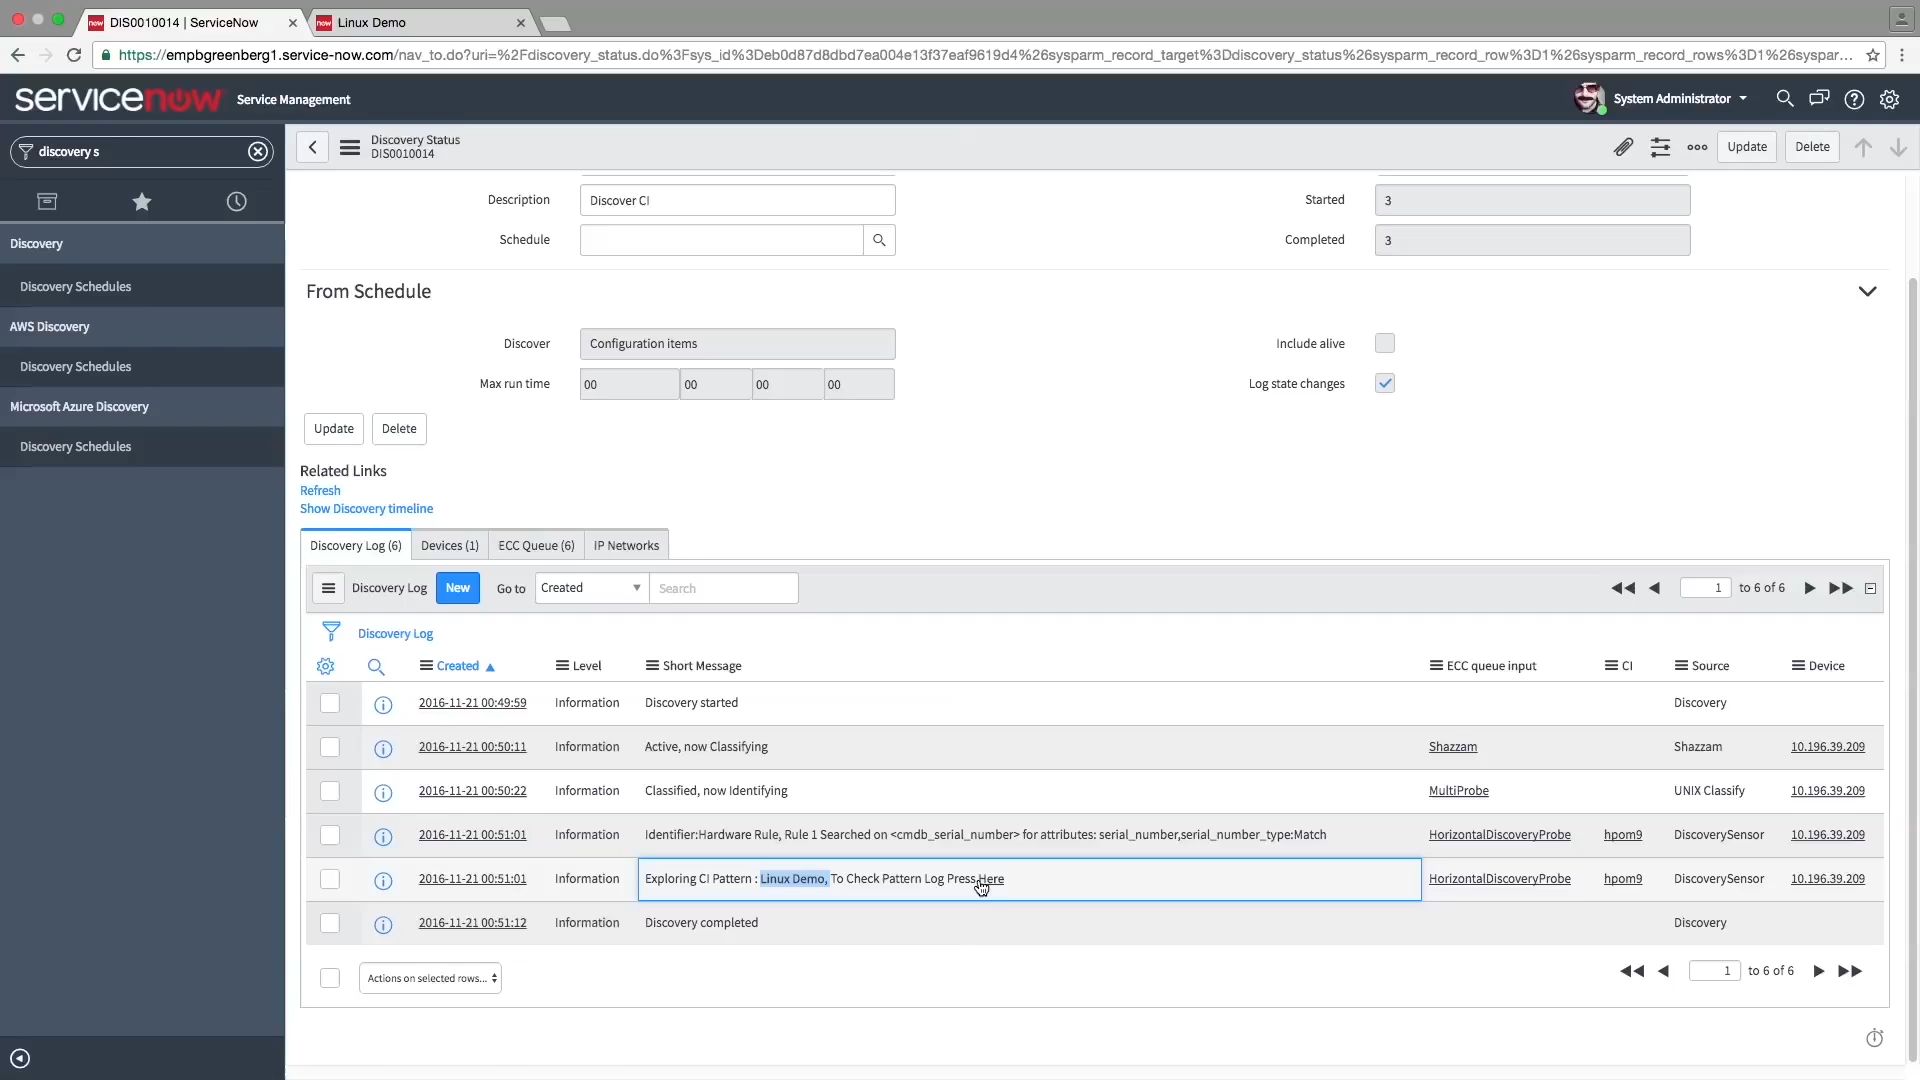 DIS0010014 | ServiceNow
Linux Demo
https://empbgreenberg1.service-now.com/nav_to.do?uri=%2Fdiscovery_status.do%3Fsys_id%3Deb0d87d8dbd7ea004e13f37eaf9619d4%26sysparm_record_target%3Ddiscovery_status%26sysparm_record_row%3D1%26sysparm_record_rows%3D1%26syspar...
servicenow Service Management
System Administrator
discovery s
Discovery
Discovery Schedules
AWS Discovery
Discovery Schedules
Microsoft Azure Discovery
Discovery Schedules
Discovery Status
DIS0010014
Update Delete
Description Discover CI Started 3
Schedule Completed 3
From Schedule
Discover Configuration items Include alive
Max run time 00 00 00 00 Log state changes
Update Delete
Related Links
Refresh
Show Discovery timeline
Discovery Log (6) Devices (1) ECC Queue (6) IP Networks
Discovery Log New Go to Created Search 1 to 6 of 6
Discovery Log
Created Level Short Message ECC queue input CI Source Device
2016-11-21 00:49:59 Information Discovery started Discovery
2016-11-21 00:50:11 Information Active, now Classifying Shazzam Shazzam 10.196.39.209
2016-11-21 00:50:22 Information Classified, now Identifying MultiProbe UNIX Classify 10.196.39.209
2016-11-21 00:51:01 Information Identifier:Hardware Rule, Rule 1 Searched on <cmdb_serial_number> for attributes: serial_number,serial_number_type:Match HorizontalDiscoveryProbe hpom9 DiscoverySensor 10.196.39.209
2016-11-21 00:51:01 Information Exploring CI Pattern : Linux Demo, To Check Pattern Log Press Here HorizontalDiscoveryProbe hpom9 DiscoverySensor 10.196.39.209
2016-11-21 00:51:12 Information Discovery completed Discovery
Actions on selected rows... 1 to 6 of 6